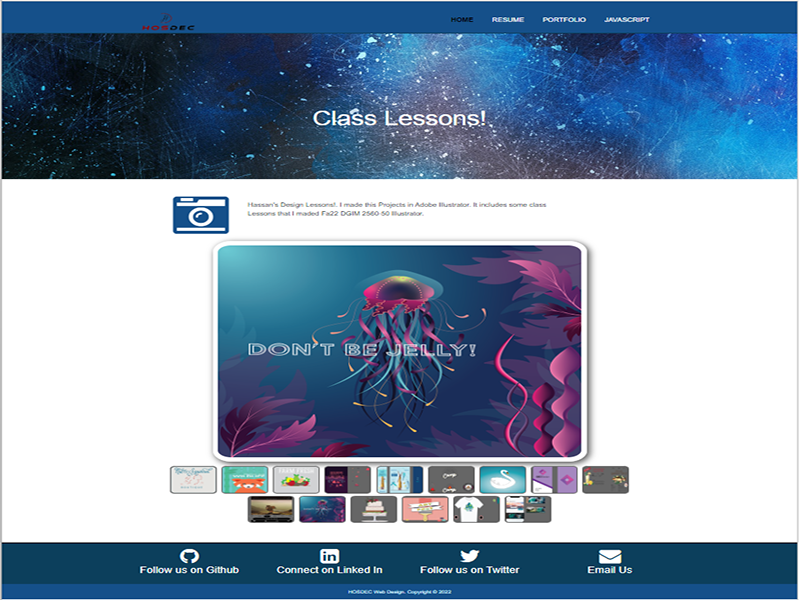 HOSDEC
HOME RESUME PORTFOLIO JAVASCRIPT
Class Lessons!
Hassan's Design Lessons!. I made this Projects in Adobe Illustrator. It includes some class
Lessons that I maded Fa22 DGIM 2560 50 Illustrator.
DON'T BE JELLY!
Follow us on Github
Connect on Linked In
Follow us on Twitter
Email Us
HOSDEC Web Design. Copyright © 2022